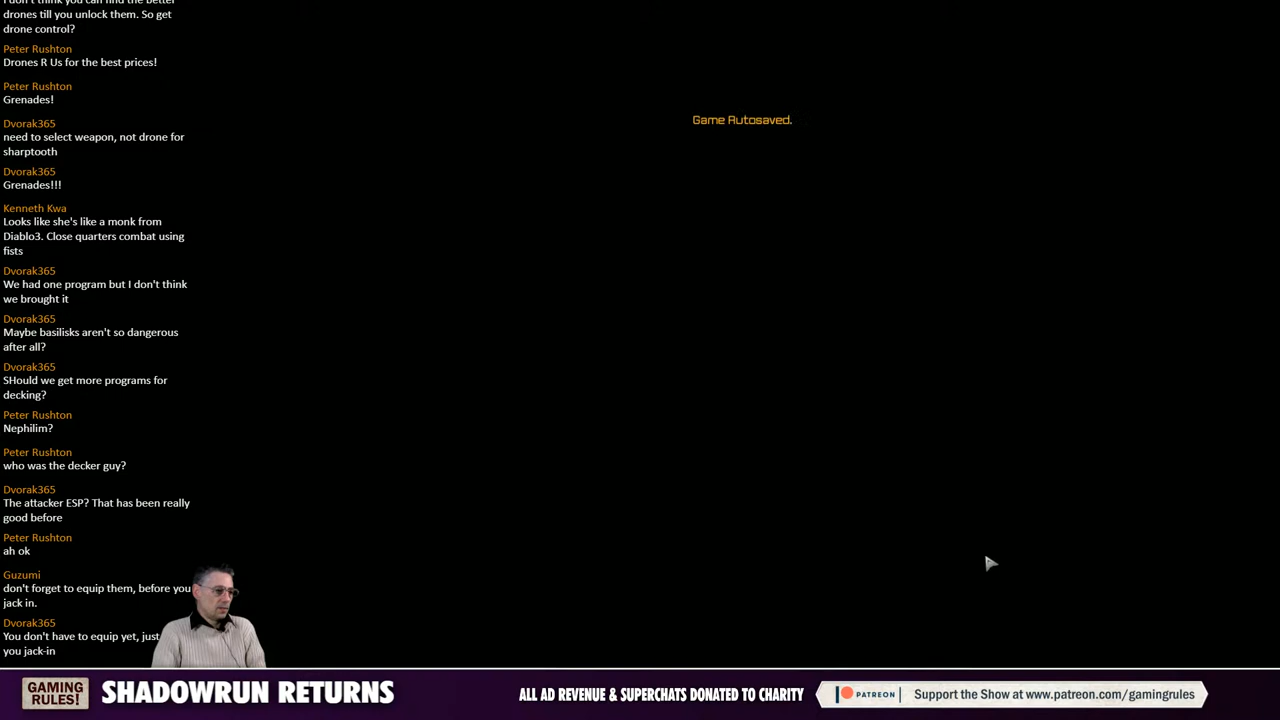 I don't think you can find the better
drones till you unlock them. So get
drone control?
Peter Rushton
Drones R Us for the best prices!
Peter Rushton
Grenades!
Dvorak365
need to select weapon, not drone for
sharptooth
Dvorak365
Grenades!!!
Kenneth Kwa
Looks like she's like a monk from
Diablo3. Close quarters combat using
fists
Dvorak365
We had one program but I don't think
we brought it
Dvorak365
Maybe basilisks aren't so dangerous
after all?
Dvorak365
SHould we get more programs for
decking?
Peter Rushton
Nephilim?
Peter Rushton
who was the decker guy?
Dvorak365
The attacker ESP? That has been really
good before
Peter Rushton
ah ok
Guzumi
don't forget to equip them, before you
jack in.
Dvorak365
You don't have to equip yet, just
you jack-in
Game Autosaved.
GAMING
RULES!
SHADOWRUN RETURNS
ALL AD REVENUE & SUPERCHATS DONATED TO CHARITY
PATREON
Support the Show at www.patreon.com/gamingrules